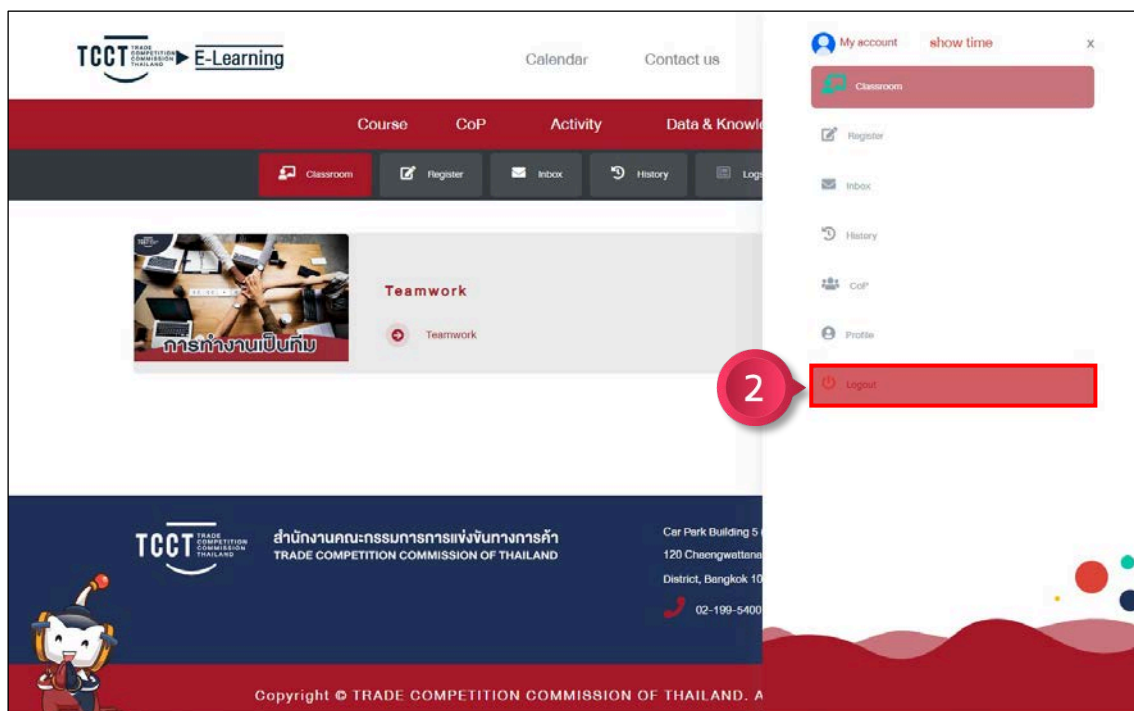 TCCT TRADE COMPETITION COMMISSION THAILAND E-Learning
Calendar Contact us
My account show time x
Classroom
Register
Inbox
History
CoP
Profile
Logout
2
Course CoP Activity Data & Knowle
Classroom Register Inbox History Logs
การทำงานเป็นทีม
Teamwork
Teamwork
TCCT TRADE COMPETITION COMMISSION THAILAND
สำนักงานคณะกรรมการการแข่งขันทางการค้า
TRADE COMPETITION COMMISSION OF THAILAND
Car Park Building 5
120 Chaengwattana
District, Bangkok 10
02-199-5400
Copyright © TRADE COMPETITION COMMISSION OF THAILAND. A